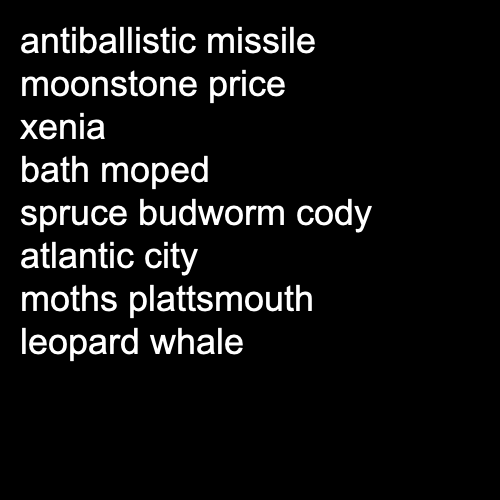 antiballistic missile
moonstone price
xenia
bath moped
spruce budworm cody
atlantic city
moths plattsmouth
leopard whale